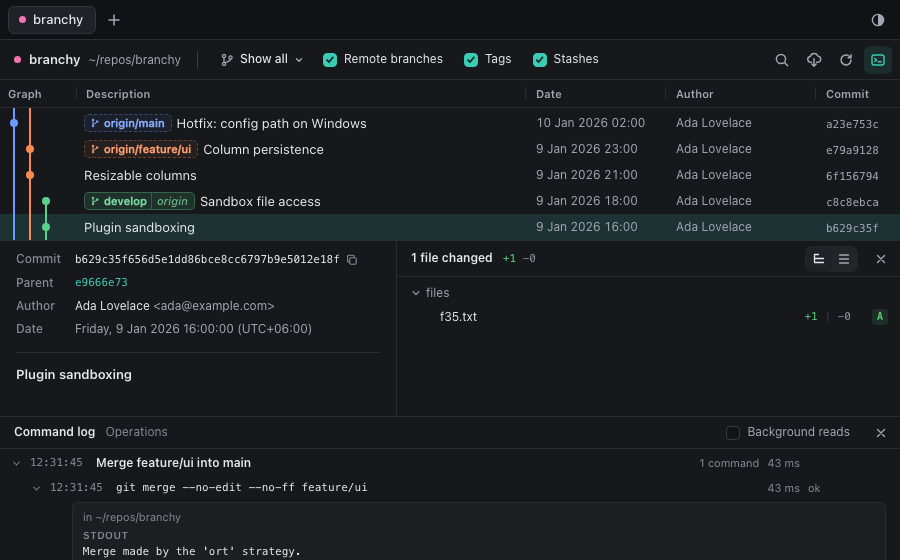 branchy
branchy ~/repos/branchy Show all Remote branches Tags Stashes
Graph Description Date Author Commit
origin/main Hotfix: config path on Windows 10 Jan 2026 02:00 Ada Lovelace a23e753c
origin/feature/ui Column persistence 9 Jan 2026 23:00 Ada Lovelace e79a9128
Resizable columns 9 Jan 2026 21:00 Ada Lovelace 6f156794
develop origin Sandbox file access 9 Jan 2026 18:00 Ada Lovelace c8c8ebca
Plugin sandboxing 9 Jan 2026 16:00 Ada Lovelace b629c35f
Commit b629c35f656d5e1dd86bce8cc6797b9e5012e18f
Parent e9666e73
Author Ada Lovelace <ada@example.com>
Date Friday, 9 Jan 2026 16:00:00 (UTC+06:00)
Plugin sandboxing
1 file changed +1 −0
files
f35.txt +1 | −0 A
Command log Operations Background reads
12:31:45 Merge feature/ui into main 1 command 43 ms
12:31:45 git merge --no-edit --no-ff feature/ui 43 ms ok
in ~/repos/branchy
STDOUT
Merge made by the 'ort' strategy.